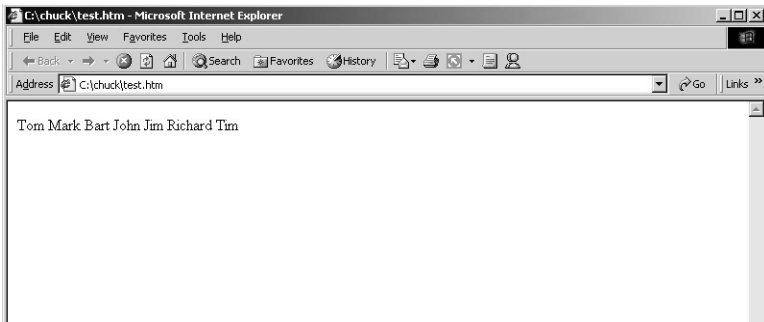 C:\chuck\test.htm - Microsoft Internet Explorer
File Edit View Favorites Tools Help
Back Search Favorites History
Address C:\chuck\test.htm Go Links »
Tom Mark Bart John Jim Richard Tim